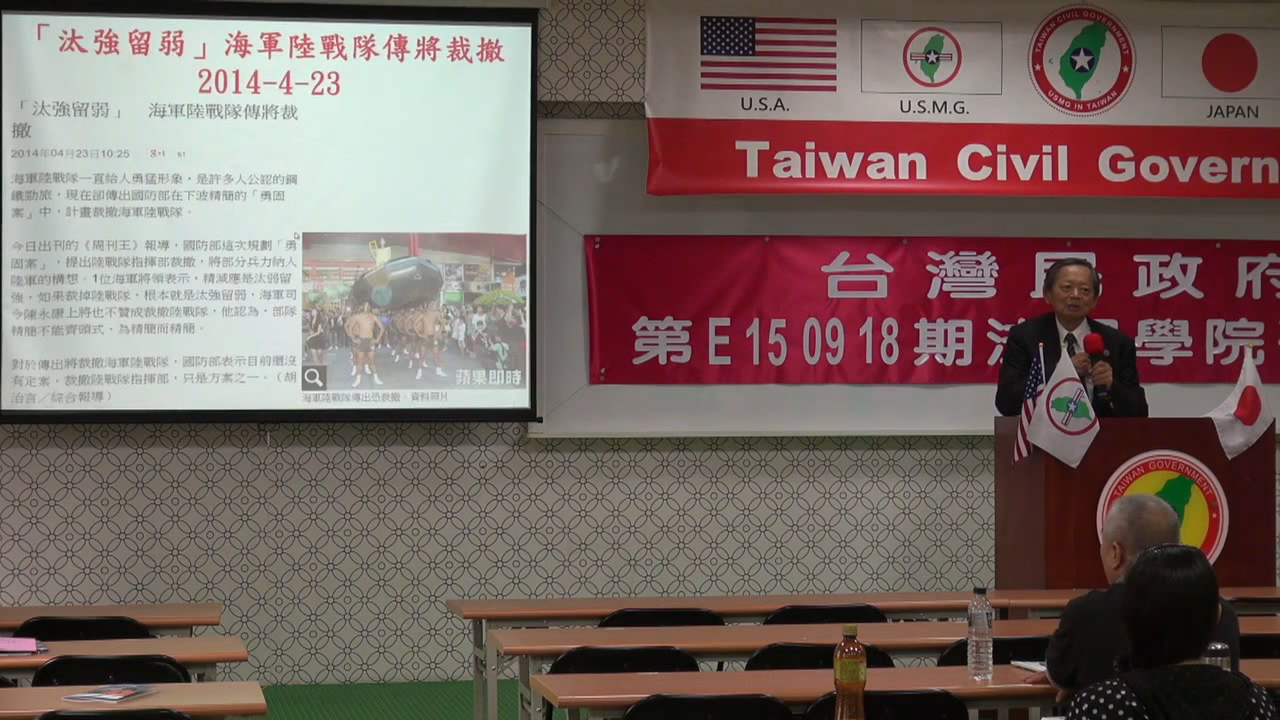 「汰強留弱」海軍陸戰隊傳將裁撤
2014-4-23
「汰強留弱」 海軍陸戰隊傳將裁
撤
2014年04月23日10:25
海軍陸戰隊一直給人勇猛形象，是許多人公認的鋼
鐵勁旅，現在卻傳出國防部在下波精簡的「勇固
案」中，計畫裁撤海軍陸戰隊。
今日出刊的《周刊王》報導，國防部這次規劃「勇
固案」，提出陸戰隊指揮部裁撤，將部分兵力納入
陸軍的構想。1位海軍將領表示，精減應是汰弱留
強，如果裁掉陸戰隊，根本就是汰強留弱，海軍司
令陳永康上將也不贊成裁撤陸戰隊，他認為，部隊
精簡不能齊頭式，為精簡而精簡。
對於傳出將裁撤海軍陸戰隊，國防部表示目前還沒
有定案，裁撤陸戰隊指揮部，只是方案之一。（胡
治言／綜合報導）
蘋果即時
海軍陸戰隊傳出恐裁撤。資料照片
U.S.A.
U.S.M.G.
TAIWAN CIVIL GOVERNMENT
USMG IN TAIWAN
JAPAN
Taiwan Civil Govern
台灣民政府
第E150918期法 學院
TAIWAN GOVERNMENT